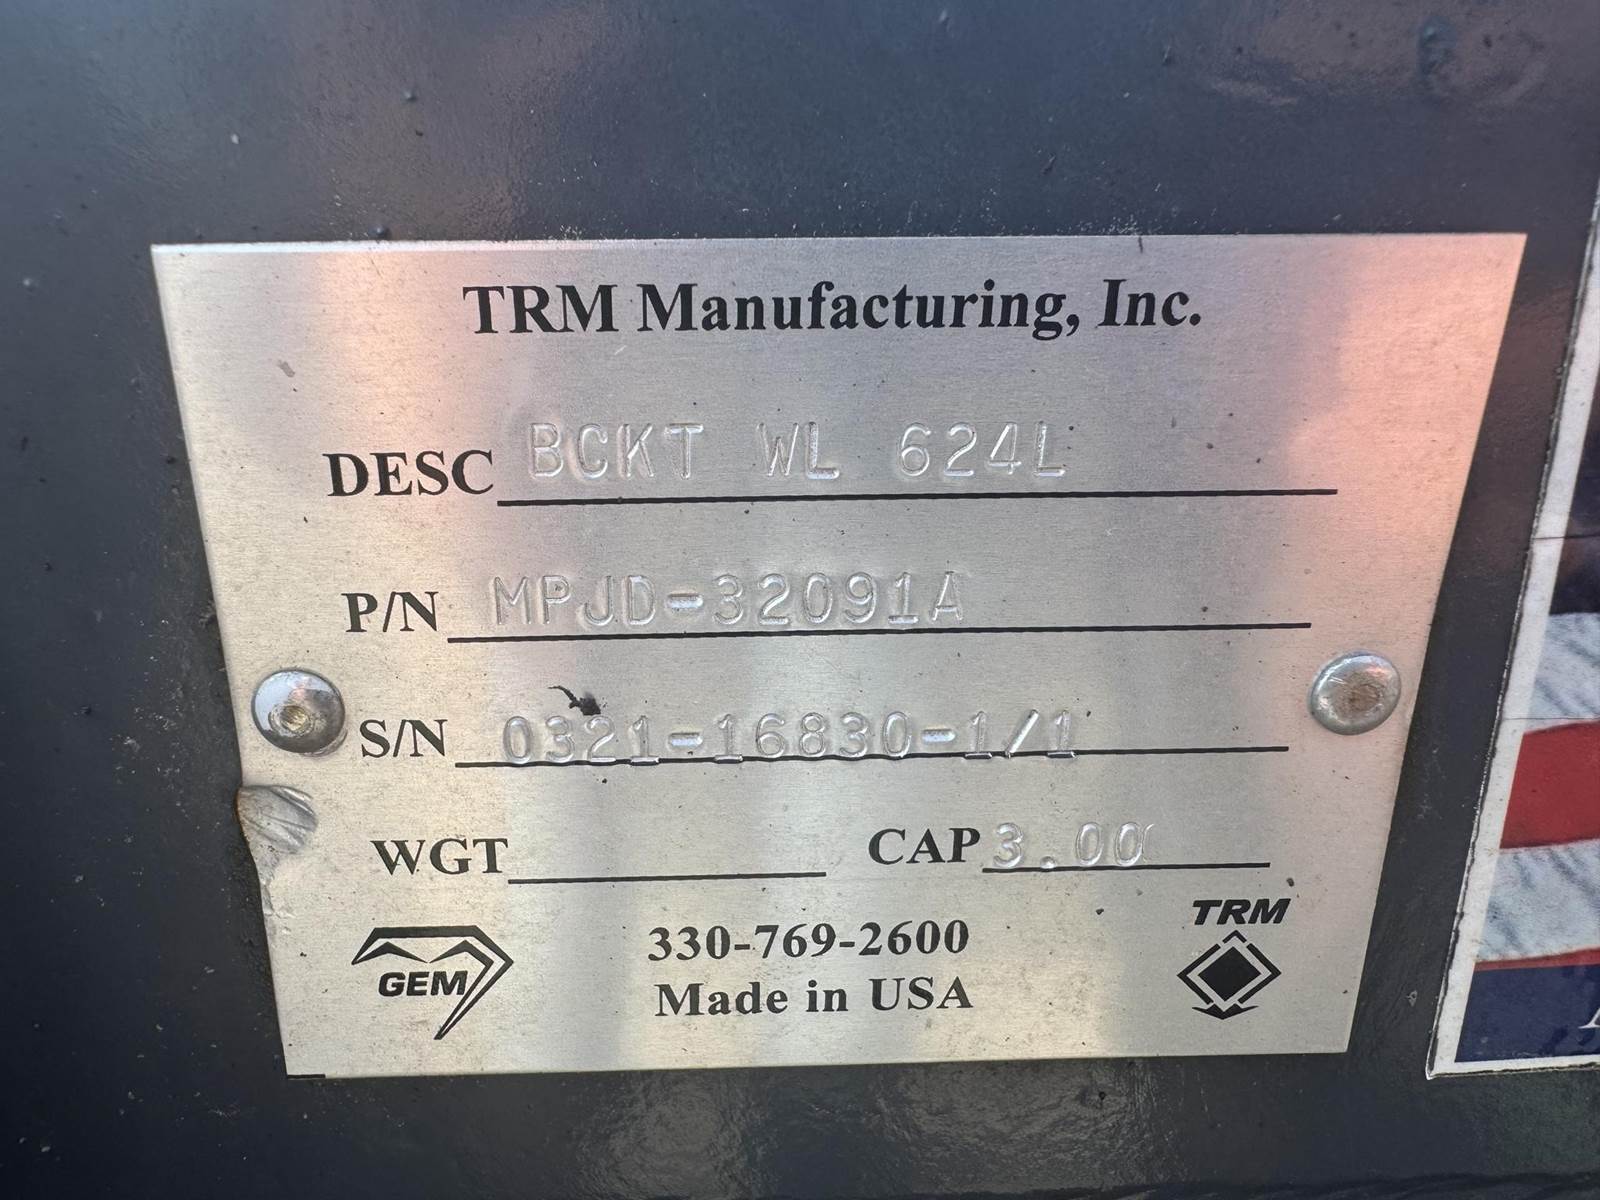 TRM Manufacturing, Inc.
DESC BCKT WL 624L
P/N MPJD-32091A
S/N 0321-16830-1/1
WGT CAP 3.00
TRM
GEM
330-769-2600
Made in USA